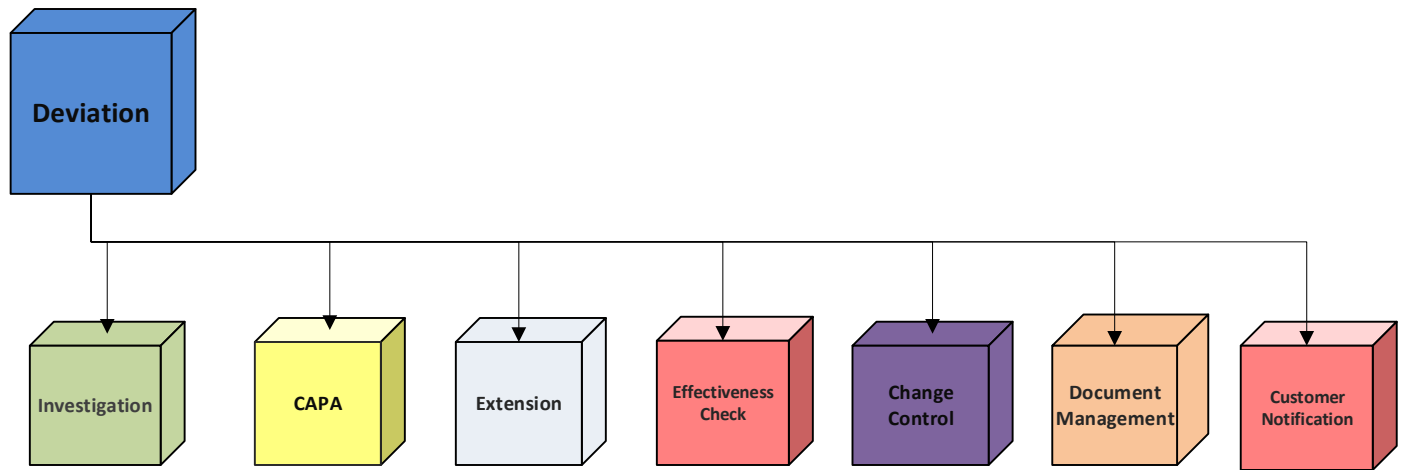 Deviation
Investigation
CAPA
Extension
Effectiveness
Check
Change
Control
Document
Management
Customer
Notification